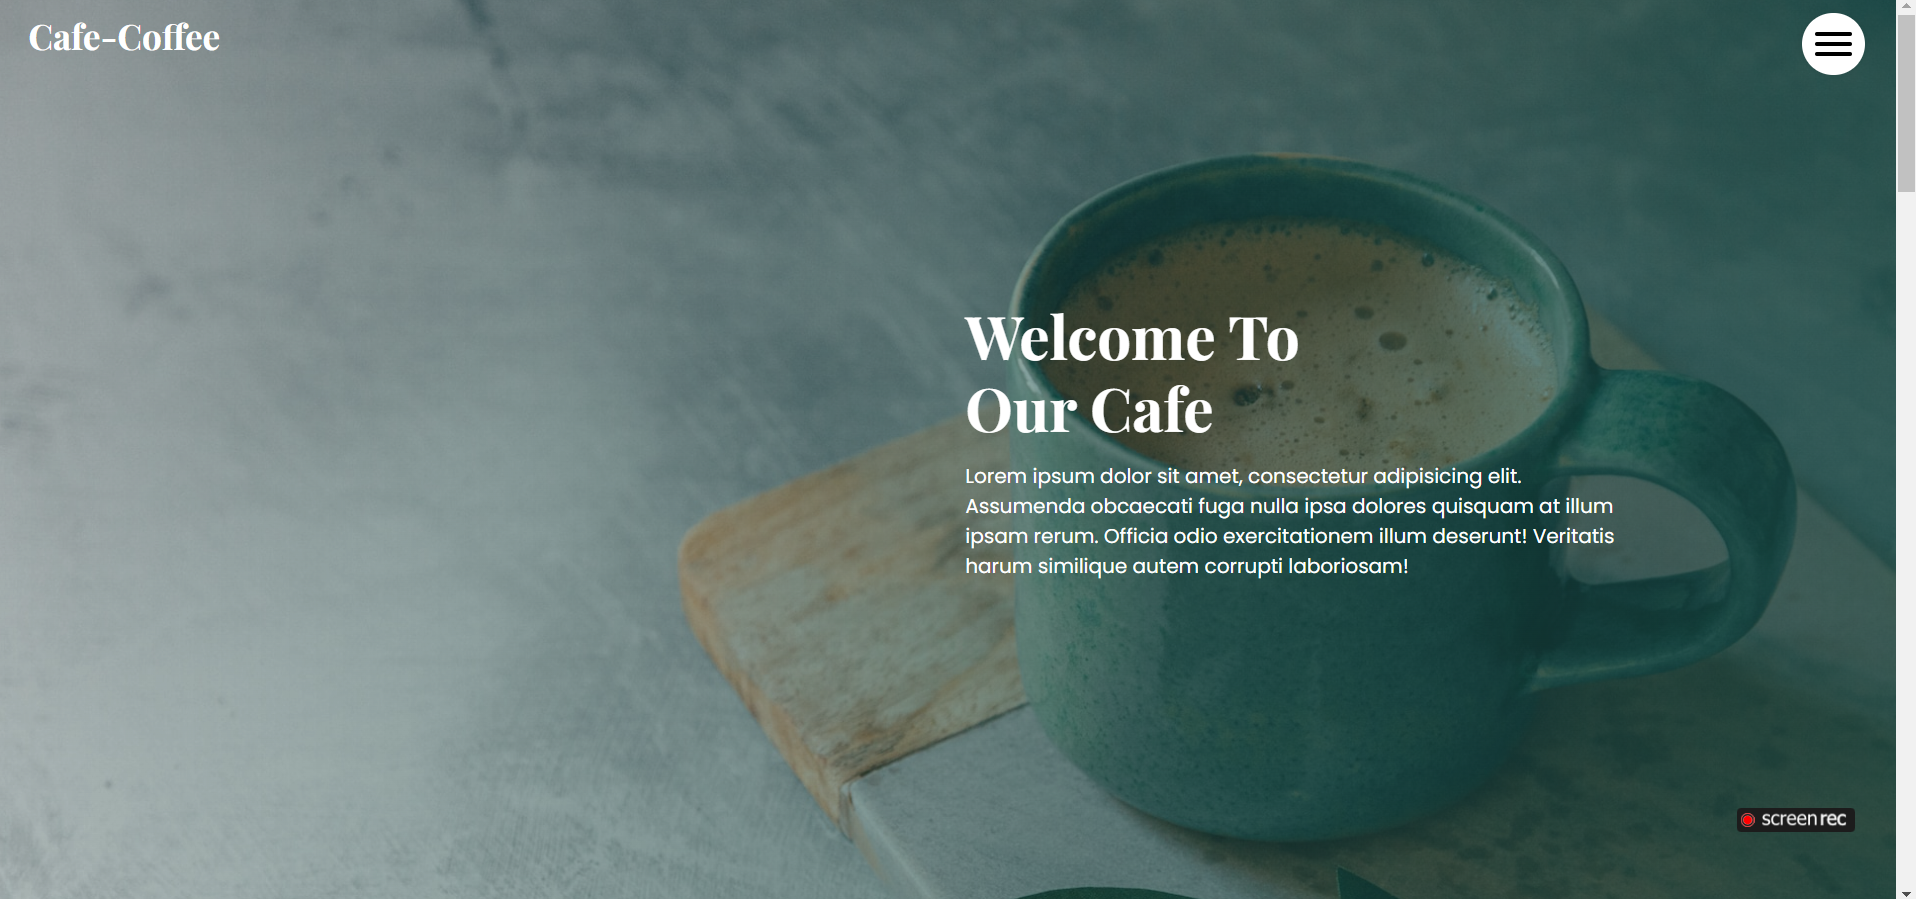 Cafe-Coffee
Welcome To
Our Cafe
Lorem ipsum dolor sit amet, consectetur adipisicing elit.
Assumenda obcaecati fuga nulla ipsa dolores quisquam at illum
ipsam rerum. Officia odio exercitationem illum deserunt! Veritatis
harum similique autem corrupti laboriosam!
screenrec